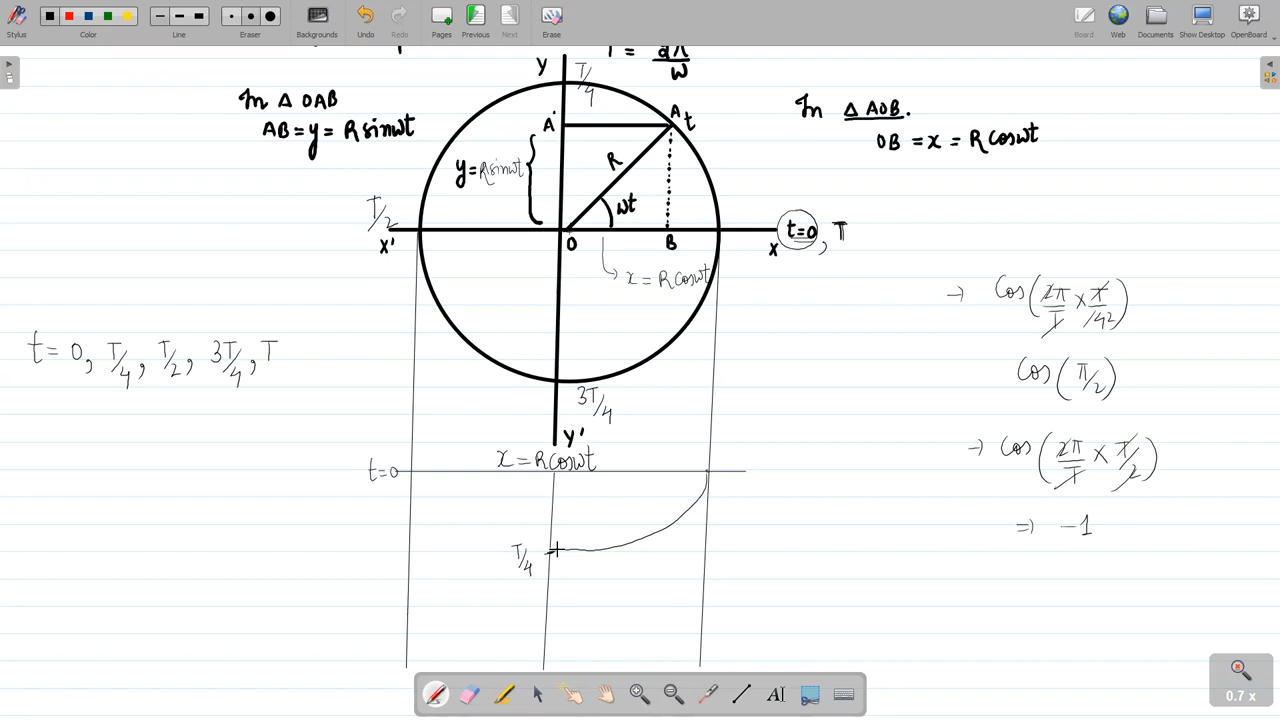 Stylus
Color
Line
Eraser
Backgrounds
Undo
Redo
Pages
Previous
Next
Erase
Board
Web
Documents
Show Desktop
OpenBoard
= 2π/ω
Y
T/4
In Δ OAB
AB = y = R sinωt
In Δ AOB.
OB = x = R cosωt
A'
A t
R
y = R sinωt
ωt
T/2
X'
O
B
X
t=0, T
x = R cosωt
→ cos(2π/T × T/4 2)
cos(π/2)
t = 0, T/4, T/2, 3T/4, T
3T/4
Y'
x = R cosωt
t=0
→ cos(2π/T × T/2)
⇒ -1
T/4
0.7 x